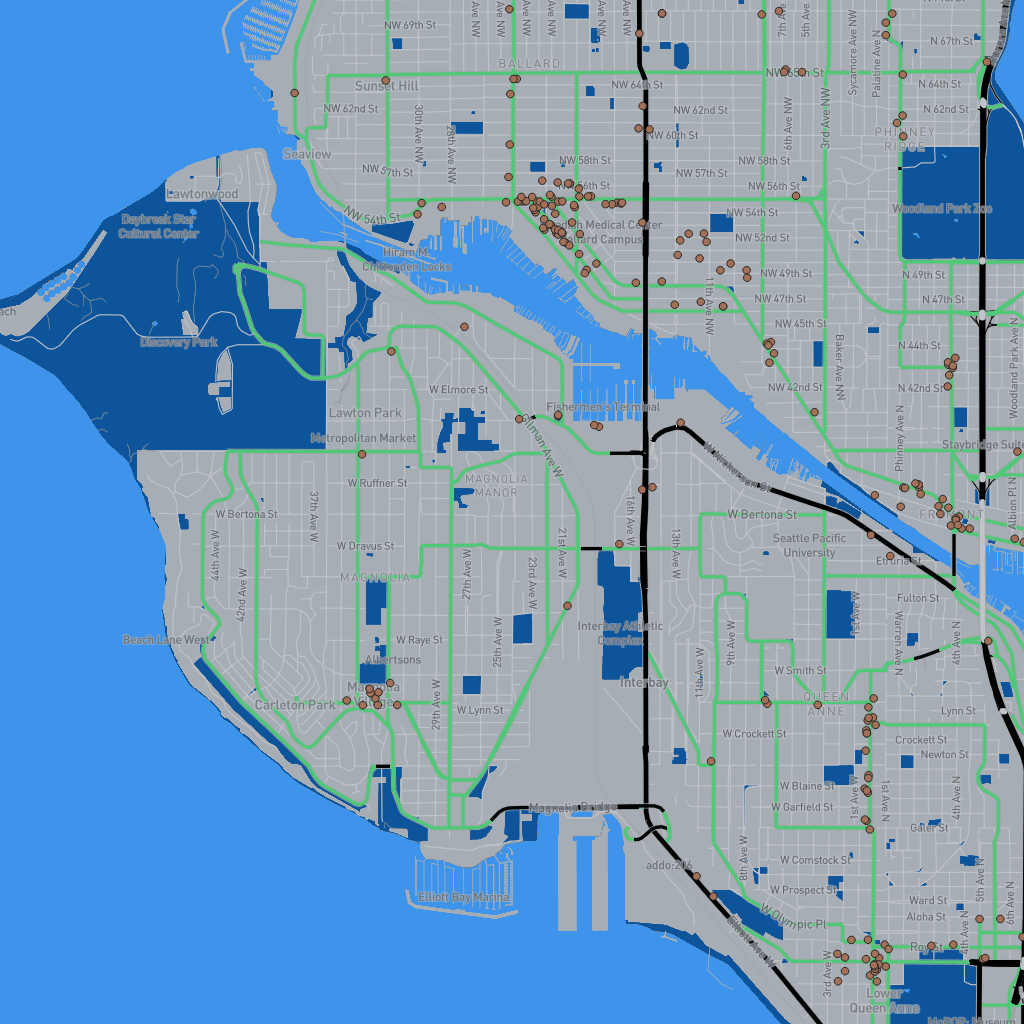 Ave NW
Ave NW
Ave NW
Ave NW
Ave NW
7th Ave
5th Ave
Sycamore Ave NW
Palatine Ave N
NW 69th St
N 67th St
BALLARD
NW 65th St
Sunset Hill
NW 64th St
N 64th St
NW 62nd St
NW 62nd St
N 62nd St
30th Ave NW
28th Ave NW
6th Ave NW
3rd Ave NW
NW 60th St
PHINNEY
RIDGE
Seaview
NW 58th St
NW 58th St
NW 57th St
NW 57th St
NW 56th St
Lawtonwood
Woodland Park Zoo
NW 54th St
NW 54th St
Daybreak Star
Cultural Center
Medical Center
Campus
NW 52nd St
Hiram M.
Chittenden Locks
NW 49th St
N 49th St
11th Ave NW
NW 47th St
N 47th St
NW 45th St
Discovery Park
Baker Ave NW
N 44th St
Woodland Park Ave N
W Elmore St
NW 42nd St
N 42nd St
Lawton Park
Fishermen's Terminal
Phinney Ave N
Metropolitan Market
Gilman Ave W
Staybridge Suite
W Nickerson St
W Ruffner St
MAGNOLIA
MANOR
37th Ave W
16th Ave W
Albion Pl N
W Bertona St
W Bertona St
FREMONT
44th Ave W
21st Ave W
13th Ave W
Seattle Pacific
University
W Dravus St
Etruria St
MAGNOLIA
42nd Ave W
27th Ave W
23rd Ave W
Fulton St
1st Ave W
Warren Ave N
4th Ave N
Beach Lane West
W Raye St
25th Ave W
Interbay Athletic
Complex
9th Ave W
Albertsons
W Smith St
11th Ave W
Interbay
29th Ave W
Carleton Park
W Lynn St
QUEEN
ANNE
Lynn St
W Crockett St
Crockett St
Newton St
W Blaine St
1st Ave W
1st Ave N
4th Ave N
Magnolia Bridge
W Garfield St
Galer St
8th Ave W
W Comstock St
5th Ave N
W Prospect St
Elliott Bay Marina
Ward St
6th Ave N
W Olympic Pl
Aloha St
4th Ave N
Elliott Ave W
Roy St
3rd Ave W
Lower
Queen Anne
Museum